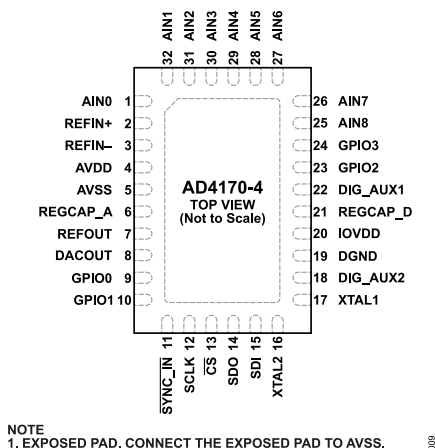 32 AIN1
31 AIN2
30 AIN3
29 AIN4
28 AIN5
27 AIN6
AIN0 1
REFIN+ 2
REFIN– 3
AVDD 4
AVSS 5
REGCAP_A 6
REFOUT 7
DACOUT 8
GPIO0 9
GPIO1 10
AD4170-4
TOP VIEW
(Not to Scale)
26 AIN7
25 AIN8
24 GPIO3
23 GPIO2
22 DIG_AUX1
21 REGCAP_D
20 IOVDD
19 DGND
18 DIG_AUX2
17 XTAL1
SYNC_IN 11
SCLK 12
CS 13
SDO 14
SDI 15
XTAL2 16
NOTE
1. EXPOSED PAD. CONNECT THE EXPOSED PAD TO AVSS.
009